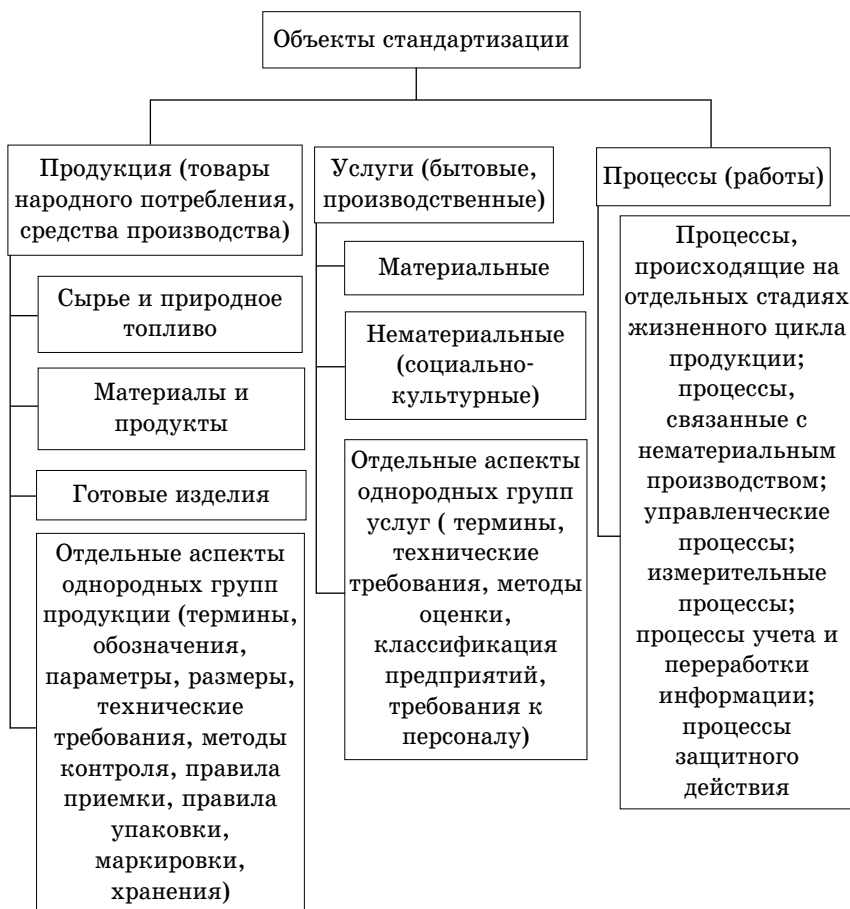 Объекты стандартизации
Продукция (товары
народного потребления,
средства производства)
Сырье и природное
топливо
Материалы и
продукты
Готовые изделия
Отдельные аспекты
однородных групп
продукции (термины,
обозначения,
параметры, размеры,
технические
требования, методы
контроля, правила
приемки, правила
упаковки,
маркировки,
хранения)
Услуги (бытовые,
производственные)
Материальные
Нематериальные
(социально-
культурные)
Отдельные аспекты
однородных групп
услуг ( термины,
технические
требования, методы
оценки,
классификация
предприятий,
требования к
персоналу)
Процессы (работы)
Процессы,
происходящие на
отдельных стадиях
жизненного цикла
продукции;
процессы,
связанные с
нематериальным
производством;
управленческие
процессы;
измерительные
процессы;
процессы учета и
переработки
информации;
процессы
защитного
действия